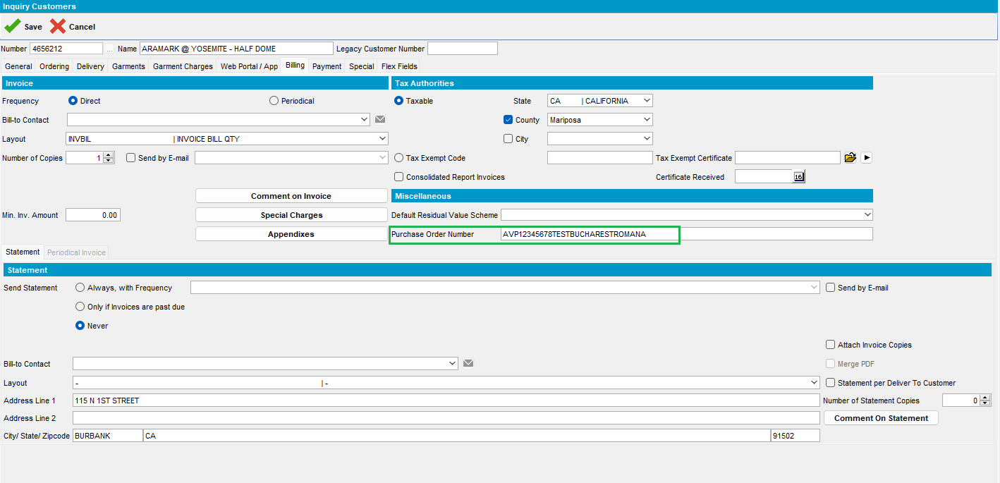 Inquiry Customers
Save Cancel
Number 4656212 ... Name ARAMARK @ YOSEMITE - HALF DOME Legacy Customer Number
General Ordering Delivery Garments Garment Charges Web Portal / App Billing Payment Special Flex Fields
Invoice Tax Authorities
Frequency Direct Periodical Taxable State CA | CALIFORNIA
Bill-to Contact County Mariposa
Layout INVBIL | INVOICE BILL QTY City
Number of Copies 1 Send by E-mail Tax Exempt Code Tax Exempt Certificate
Consolidated Report Invoices Certificate Received 16
Comment on Invoice Miscellaneous
Min. Inv. Amount 0.00 Special Charges Default Residual Value Scheme
Appendixes Purchase Order Number AVP12345678TESTBUCHARESTROMANA
Statement Periodical Invoice
Statement
Send Statement Always, with Frequency Send by E-mail
Only if Invoices are past due
Never
Attach Invoice Copies
Bill-to Contact Merge PDF
Layout - | - Statement per Deliver To Customer
Address Line 1 115 N 1ST STREET Number of Statement Copies 0
Address Line 2 Comment On Statement
City/ State/ Zipcode BURBANK CA 91502